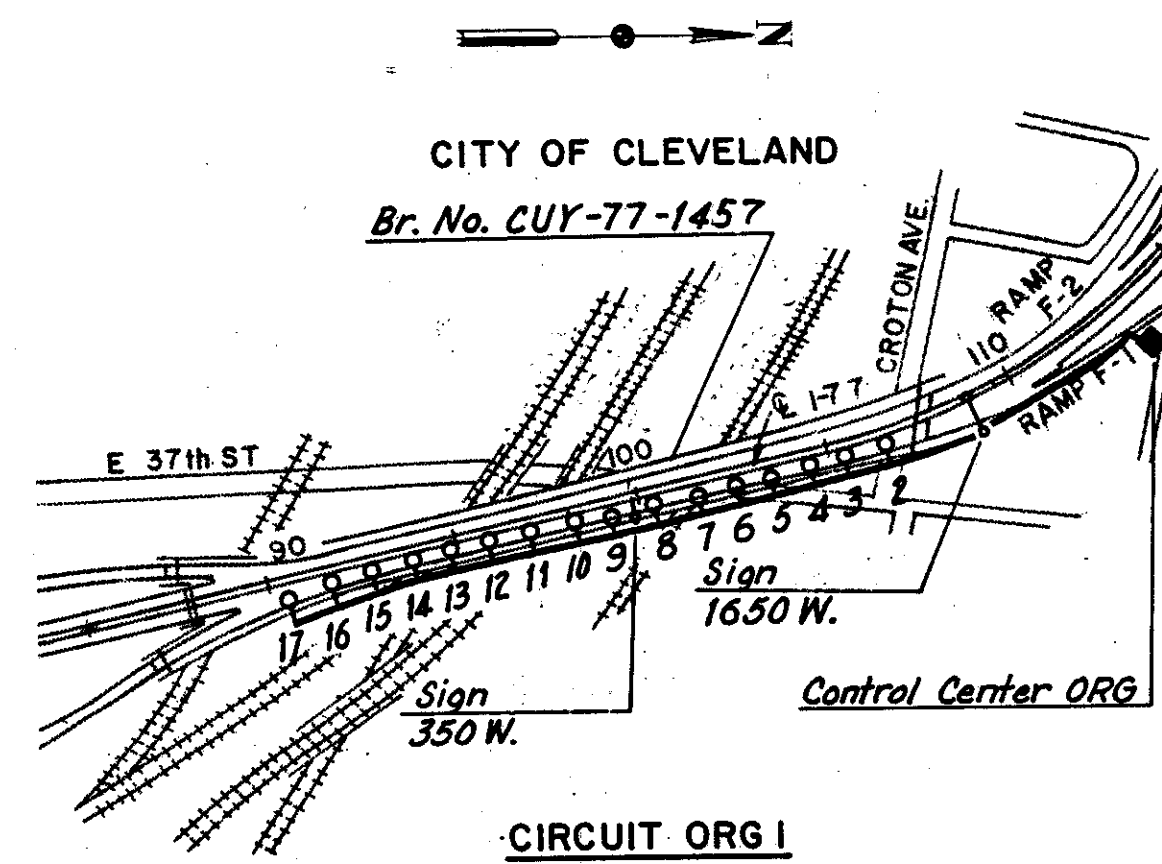 N
CITY OF CLEVELAND
Br. No. CUY-77-1457
CROTON AVE.
RAMP
F-2
110
RAMP F-1
℄ I-77
100
E 37th ST
90
2
3
4
5
6
7
8
9
10
11
12
13
14
15
16
17
Sign
1650 W.
Sign
350 W.
Control Center ORG
CIRCUIT ORG I